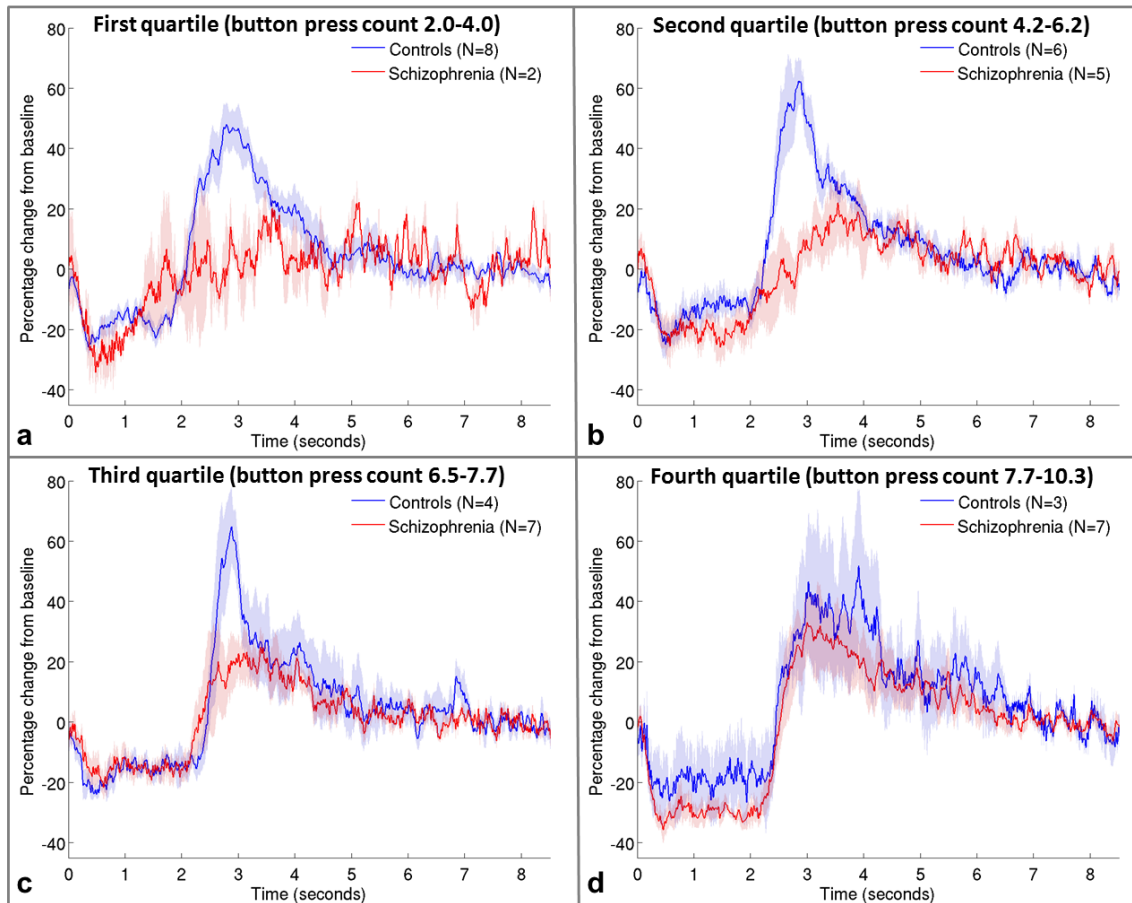 First quartile (button press count 2.0-4.0)
Controls (N=8)
Schizophrenia (N=2)
Percentage change from baseline
80
60
40
20
0
-20
-40
0 1 2 3 4 5 6 7 8
Time (seconds)
a
Second quartile (button press count 4.2-6.2)
Controls (N=6)
Schizophrenia (N=5)
Percentage change from baseline
80
60
40
20
0
-20
-40
0 1 2 3 4 5 6 7 8
Time (seconds)
b
Third quartile (button press count 6.5-7.7)
Controls (N=4)
Schizophrenia (N=7)
Percentage change from baseline
80
60
40
20
0
-20
-40
0 1 2 3 4 5 6 7 8
Time (seconds)
c
Fourth quartile (button press count 7.7-10.3)
Controls (N=3)
Schizophrenia (N=7)
Percentage change from baseline
80
60
40
20
0
-20
-40
0 1 2 3 4 5 6 7 8
Time (seconds)
d